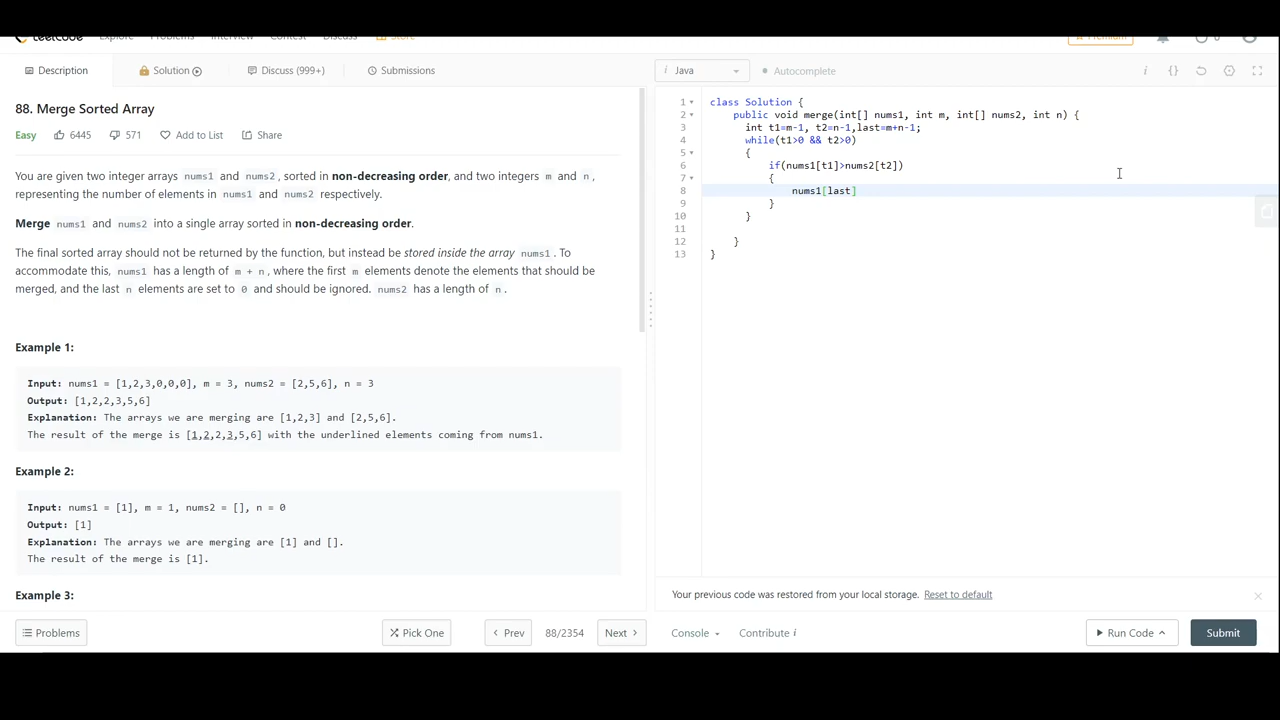 LeetCode Explore Problems Interview Contest Discuss Store Premium 0
Description Solution Discuss (999+) Submissions
i Java Autocomplete
88. Merge Sorted Array
Easy 6445 571 Add to List Share
You are given two integer arrays nums1 and nums2, sorted in non-decreasing order, and two integers m and n,
representing the number of elements in nums1 and nums2 respectively.
Merge nums1 and nums2 into a single array sorted in non-decreasing order.
The final sorted array should not be returned by the function, but instead be stored inside the array nums1. To
accommodate this, nums1 has a length of m + n, where the first m elements denote the elements that should be
merged, and the last n elements are set to 0 and should be ignored. nums2 has a length of n.
Example 1:
Input: nums1 = [1,2,3,0,0,0], m = 3, nums2 = [2,5,6], n = 3
Output: [1,2,2,3,5,6]
Explanation: The arrays we are merging are [1,2,3] and [2,5,6].
The result of the merge is [1,2,2,3,5,6] with the underlined elements coming from nums1.
Example 2:
Input: nums1 = [1], m = 1, nums2 = [], n = 0
Output: [1]
Explanation: The arrays we are merging are [1] and [].
The result of the merge is [1].
Example 3:
1 class Solution {
2 public void merge(int[] nums1, int m, int[] nums2, int n) {
3 int t1=m-1, t2=n-1,last=m+n-1;
4 while(t1>0 && t2>0)
5 {
6 if(nums1[t1]>nums2[t2])
7 {
8 nums1[last]
9 }
10 }
11
12 }
13 }
Your previous code was restored from your local storage. Reset to default
Problems Pick One Prev 88/2354 Next
Console Contribute i Run Code Submit